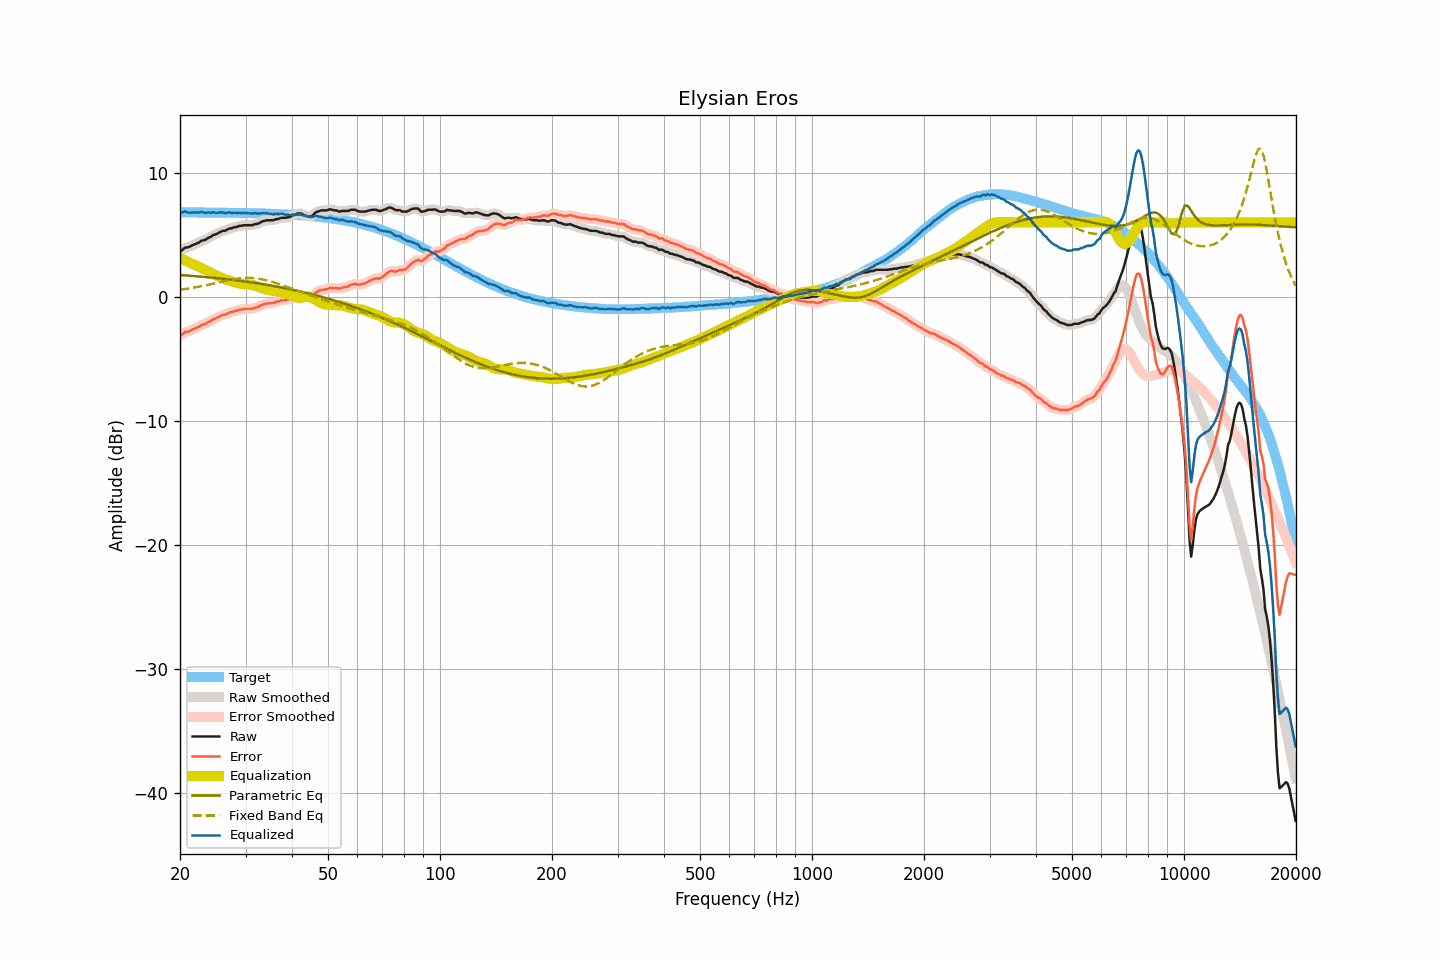 Elysian Eros
Amplitude (dBr)
10
0
−10
−20
−30
−40
Target
Raw Smoothed
Error Smoothed
Raw
Error
Equalization
Parametric Eq
Fixed Band Eq
Equalized
20 50 100 200 500 1000 2000 5000 10000 20000
Frequency (Hz)